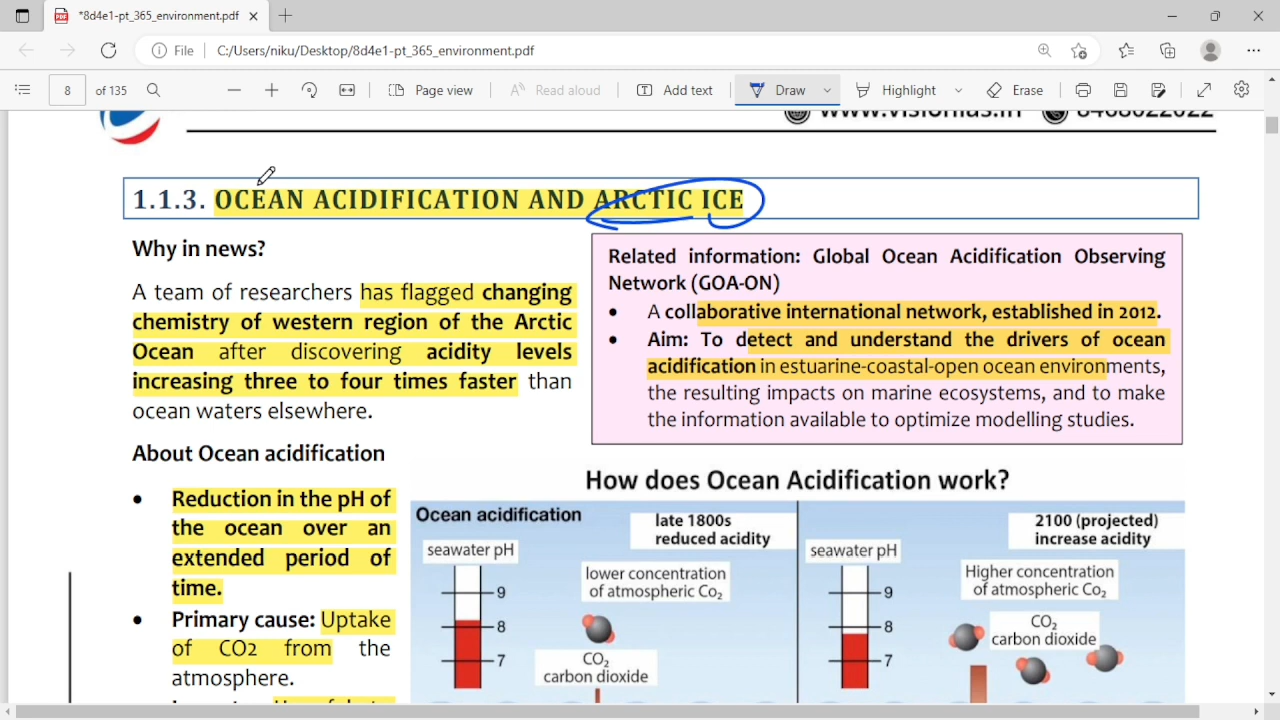 *8d4e1-pt_365_environment.pdf
File
C:/Users/niku/Desktop/8d4e1-pt_365_environment.pdf
8 of 135
Page view
Read aloud
Add text
Draw
Highlight
Erase
www.visionias.in
8468022022
1.1.3. OCEAN ACIDIFICATION AND ARCTIC ICE
Why in news?
A team of researchers has flagged changing
chemistry of western region of the Arctic
Ocean after discovering acidity levels
increasing three to four times faster than
ocean waters elsewhere.
Related information: Global Ocean Acidification Observing
Network (GOA-ON)
• A collaborative international network, established in 2012.
• Aim: To detect and understand the drivers of ocean
acidification in estuarine-coastal-open ocean environments,
the resulting impacts on marine ecosystems, and to make
the information available to optimize modelling studies.
About Ocean acidification
• Reduction in the pH of
the ocean over an
extended period of
time.
• Primary cause: Uptake
of CO2 from the
atmosphere.
How does Ocean Acidification work?
Ocean acidification
late 1800s
reduced acidity
seawater pH
9
8
7
lower concentration
of atmospheric Co₂
CO₂
carbon dioxide
2100 (projected)
increase acidity
seawater pH
9
8
7
Higher concentration
of atmospheric Co₂
CO₂
carbon dioxide